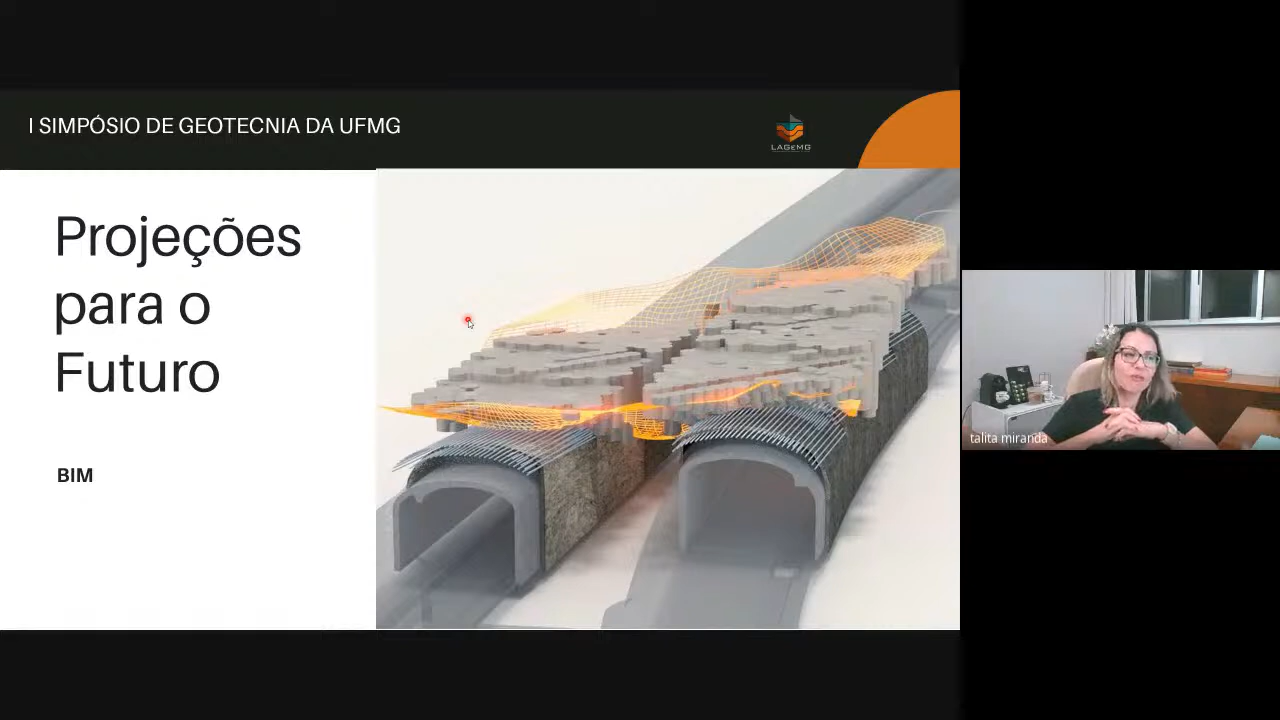 I SIMPÓSIO DE GEOTECNIA DA UFMG
LAGEMG
Projeções
para o
Futuro
BIM
talita miranda